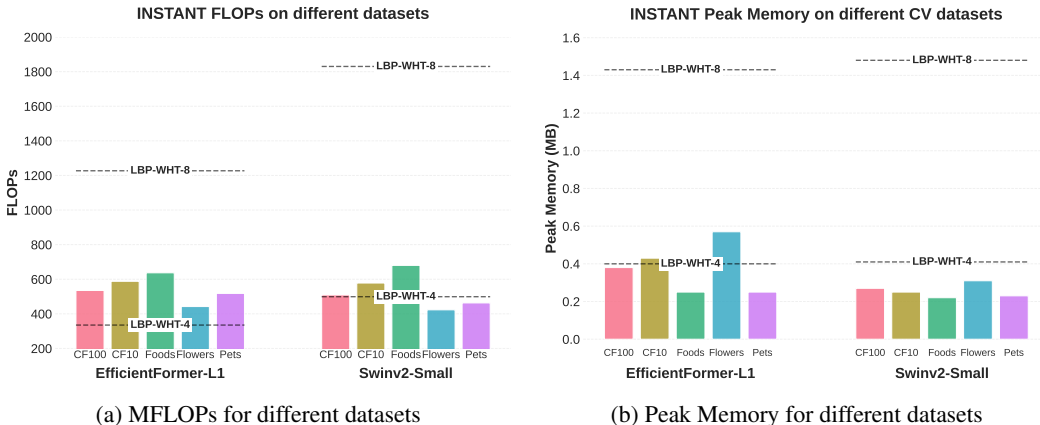 INSTANT FLOPs on different datasets
2000
1800
1600
1400
1200
1000
800
600
400
200
FLOPs
LBP-WHT-8
LBP-WHT-8
LBP-WHT-4
LBP-WHT-4
CF100 CF10 Foods Flowers Pets
CF100 CF10 Foods Flowers Pets
EfficientFormer-L1
Swinv2-Small
(a) MFLOPs for different datasets
INSTANT Peak Memory on different CV datasets
1.6
1.4
1.2
1.0
0.8
0.6
0.4
0.2
0.0
Peak Memory (MB)
LBP-WHT-8
LBP-WHT-8
LBP-WHT-4
LBP-WHT-4
CF100 CF10 Foods Flowers Pets
CF100 CF10 Foods Flowers Pets
EfficientFormer-L1
Swinv2-Small
(b) Peak Memory for different datasets